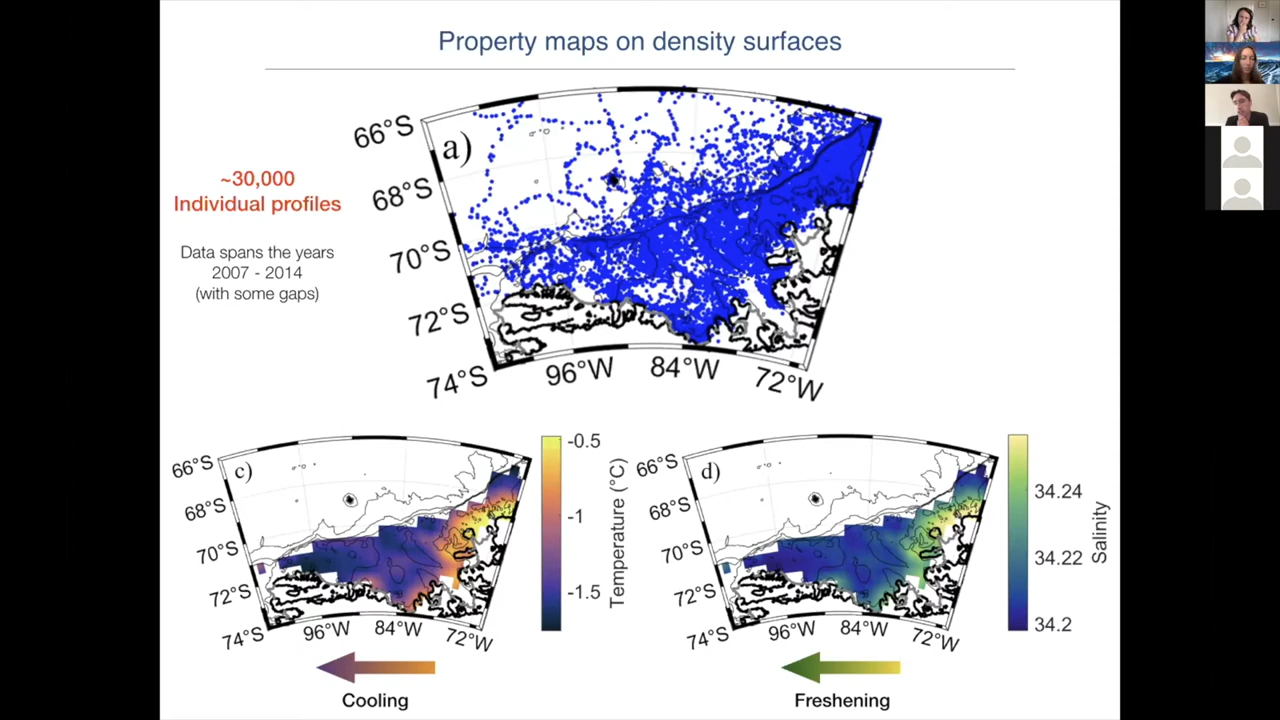 Property maps on density surfaces
~30,000
Individual profiles
Data spans the years
2007 - 2014
(with some gaps)
a)
66°S
68°S
70°S
72°S
74°S
96°W
84°W
72°W
c)
66°S
68°S
70°S
72°S
74°S
96°W
84°W
72°W
-0.5
-1
-1.5
Temperature (°C)
Cooling
d)
66°S
68°S
70°S
72°S
74°S
96°W
84°W
72°W
34.24
34.22
34.2
Salinity
Freshening